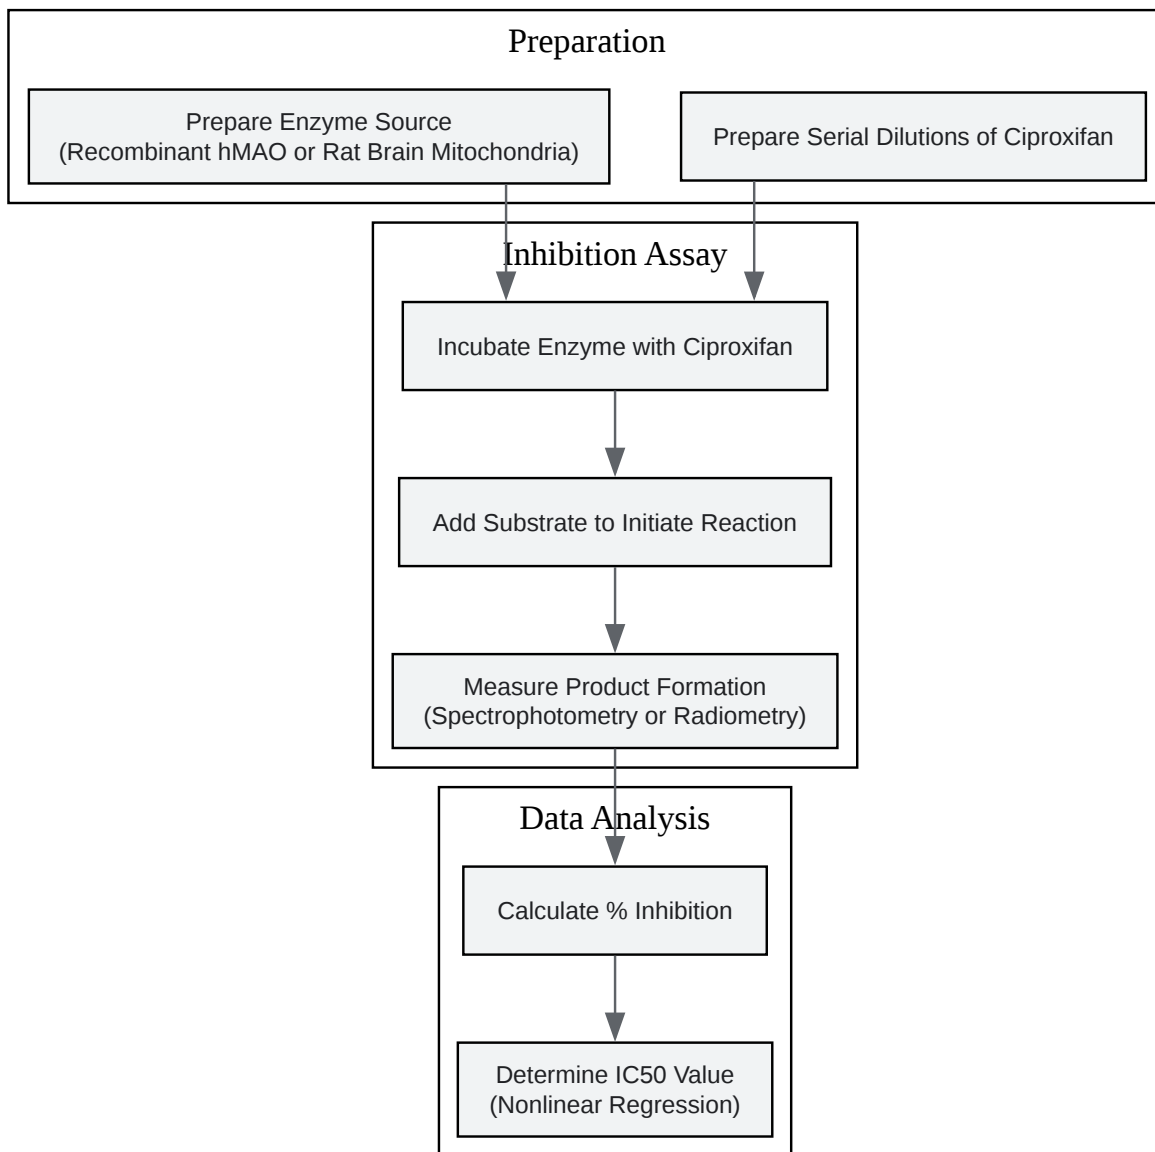 Preparation
Prepare Enzyme Source
(Recombinant hMAO or Rat Brain Mitochondria)
Prepare Serial Dilutions of Ciproxifan
Inhibition Assay
Incubate Enzyme with Ciproxifan
Add Substrate to Initiate Reaction
Measure Product Formation
(Spectrophotometry or Radiometry)
Data Analysis
Calculate % Inhibition
Determine IC50 Value
(Nonlinear Regression)